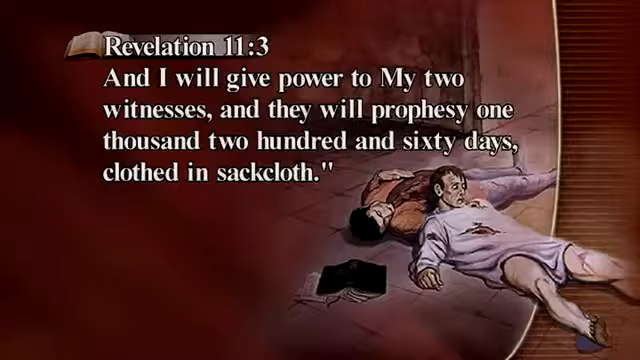 Revelation 11:3
And I will give power to My two
witnesses, and they will prophesy one
thousand two hundred and sixty days,
clothed in sackcloth."